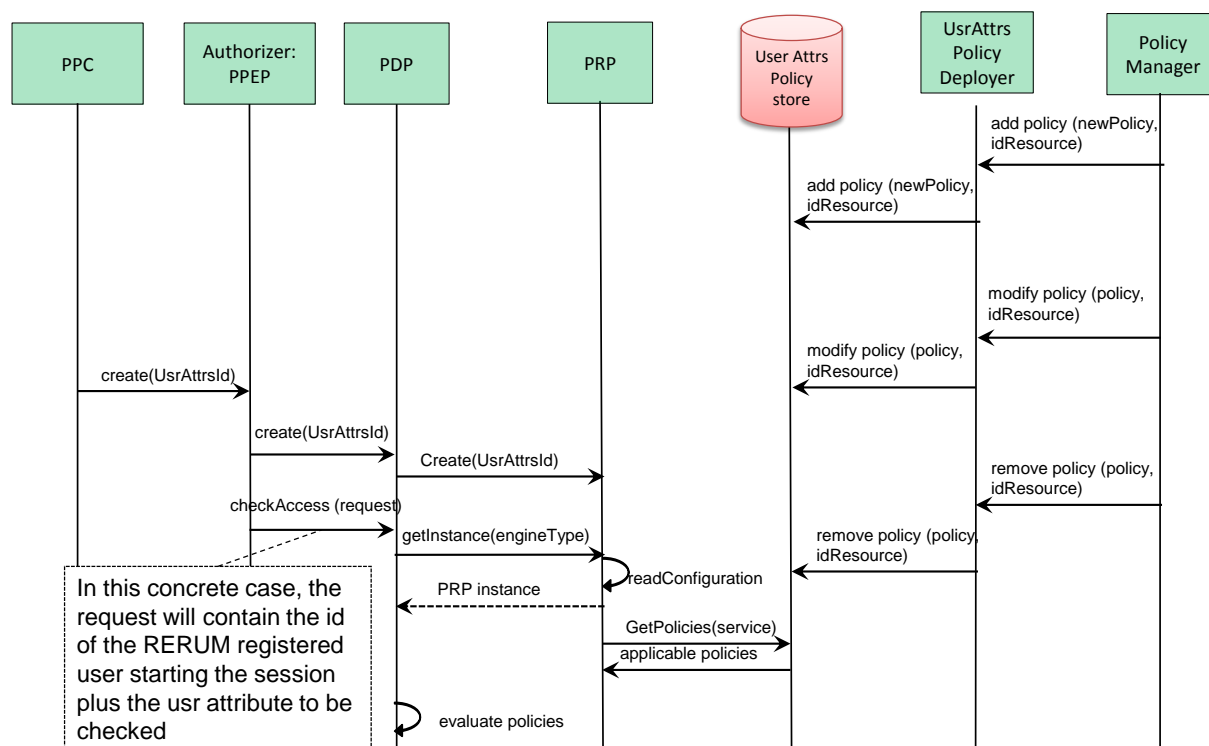 PPC
Authorizer:
PPEP
PDP
PRP
User Attrs
Policy
store
UsrAttrs
Policy
Deployer
Policy
Manager
add policy (newPolicy,
idResource)
add policy (newPolicy,
idResource)
modify policy (policy,
idResource)
modify policy (policy,
idResource)
create(UsrAttrsId)
create(UsrAttrsId)
Create(UsrAttrsId)
remove policy (policy,
idResource)
checkAccess (request)
getInstance(engineType)
remove policy (policy,
idResource)
readConfiguration
PRP instance
GetPolicies(service)
applicable policies
In this concrete case, the
request will contain the id
of the RERUM registered
user starting the session
plus the usr attribute to be
checked
evaluate policies